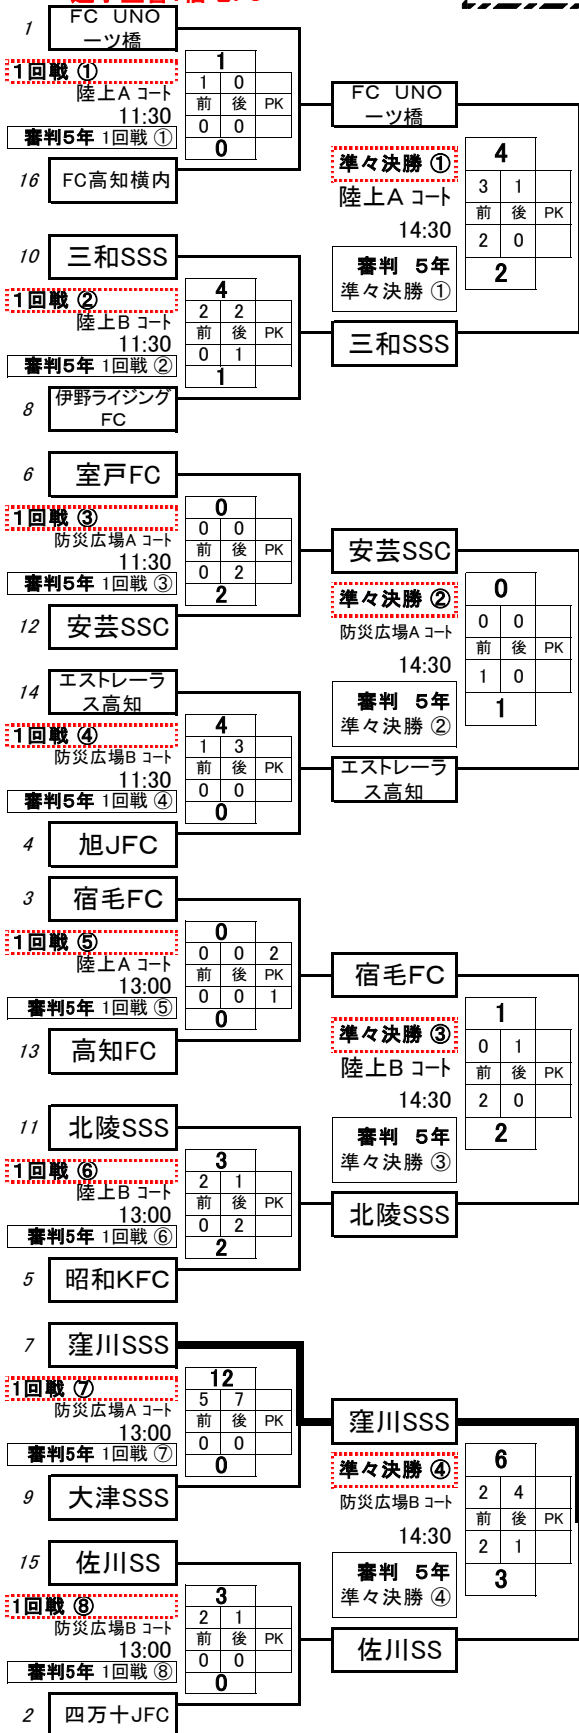 1
FC UNO
一ツ橋
1回戦 ①
陸上A コート
11:30
審判5年 1回戦 ①
1
1 0
前 後 PK
0 0
0
16 FC高知横内
FC UNO
一ツ橋
準々決勝 ①
陸上A コート
14:30
審判 5年
準々決勝 ①
4
3 1
前 後 PK
2 0
2
三和SSS
10 三和SSS
1回戦 ②
陸上B コート
11:30
審判5年 1回戦 ②
4
2 2
前 後 PK
0 1
1
8
伊野ライジング
FC
6 室戸FC
1回戦 ③
防災広場A コート
11:30
審判5年 1回戦 ③
0
0 0
前 後 PK
0 2
2
12 安芸SSC
安芸SSC
準々決勝 ②
防災広場A コート
14:30
審判 5年
準々決勝 ②
0
0 0
前 後 PK
1 0
1
エストレーラ
ス高知
14
エストレーラ
ス高知
1回戦 ④
防災広場B コート
11:30
審判5年 1回戦 ④
4
1 3
前 後 PK
0 0
0
4 旭JFC
3 宿毛FC
1回戦 ⑤
陸上A コート
13:00
審判5年 1回戦 ⑤
0
0 0 2
前 後 PK
0 0 1
0
13 高知FC
宿毛FC
準々決勝 ③
陸上B コート
14:30
審判 5年
準々決勝 ③
1
0 1
前 後 PK
2 0
2
北陵SSS
11 北陵SSS
1回戦 ⑥
陸上B コート
13:00
審判5年 1回戦 ⑥
3
2 1
前 後 PK
0 2
2
5 昭和KFC
7 窪川SSS
1回戦 ⑦
防災広場A コート
13:00
審判5年 1回戦 ⑦
12
5 7
前 後 PK
0 0
0
9 大津SSS
窪川SSS
準々決勝 ④
防災広場B コート
14:30
審判 5年
準々決勝 ④
6
2 4
前 後 PK
2 1
3
佐川SS
15 佐川SS
1回戦 ⑧
防災広場B コート
13:00
審判5年 1回戦 ⑧
3
2 1
前 後 PK
0 0
0
2 四万十JFC